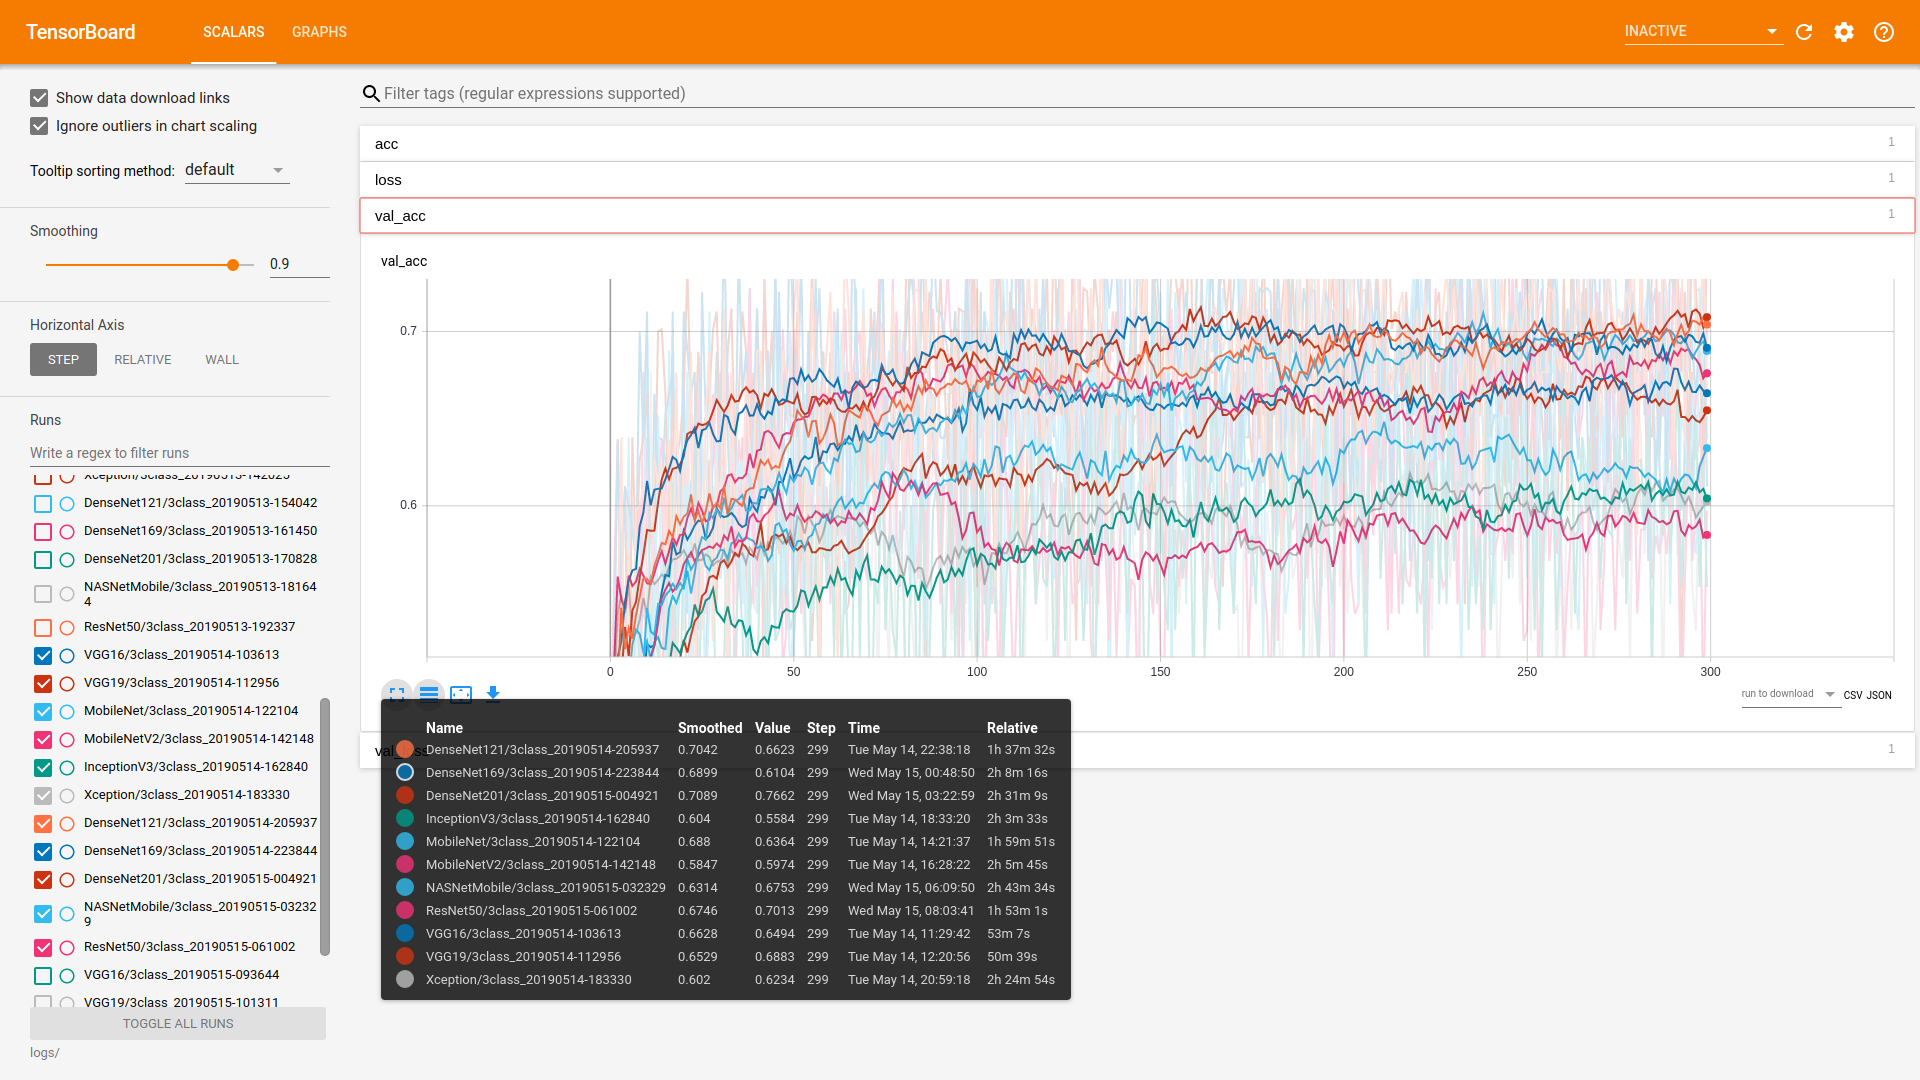 TensorBoard SCALARS GRAPHS INACTIVE
Show data download links
Ignore outliers in chart scaling
Tooltip sorting method: default
Smoothing
0.9
Horizontal Axis
STEP RELATIVE WALL
Runs
Write a regex to filter runs
Xception/3class_20190513-142625
DenseNet121/3class_20190513-154042
DenseNet169/3class_20190513-161450
DenseNet201/3class_20190513-170828
NASNetMobile/3class_20190513-18164
4
ResNet50/3class_20190513-192337
VGG16/3class_20190514-103613
VGG19/3class_20190514-112956
MobileNet/3class_20190514-122104
MobileNetV2/3class_20190514-142148
InceptionV3/3class_20190514-162840
Xception/3class_20190514-183330
DenseNet121/3class_20190514-205937
DenseNet169/3class_20190514-223844
DenseNet201/3class_20190515-004921
NASNetMobile/3class_20190515-03232
9
ResNet50/3class_20190515-061002
VGG16/3class_20190515-093644
VGG19/3class_20190515-101311
TOGGLE ALL RUNS
logs/
Filter tags (regular expressions supported)
acc 1
loss 1
val_acc 1
val_acc
0.7
0.6
0 50 100 150 200 250 300
run to download CSV JSON
val_loss 1
Name Smoothed Value Step Time Relative
DenseNet121/3class_20190514-205937 0.7042 0.6623 299 Tue May 14, 22:38:18 1h 37m 32s
DenseNet169/3class_20190514-223844 0.6899 0.6104 299 Wed May 15, 00:48:50 2h 8m 16s
DenseNet201/3class_20190515-004921 0.7089 0.7662 299 Wed May 15, 03:22:59 2h 31m 9s
InceptionV3/3class_20190514-162840 0.604 0.5584 299 Tue May 14, 18:33:20 2h 3m 33s
MobileNet/3class_20190514-122104 0.688 0.6364 299 Tue May 14, 14:21:37 1h 59m 51s
MobileNetV2/3class_20190514-142148 0.5847 0.5974 299 Tue May 14, 16:28:22 2h 5m 45s
NASNetMobile/3class_20190515-032329 0.6314 0.6753 299 Wed May 15, 06:09:50 2h 43m 34s
ResNet50/3class_20190515-061002 0.6746 0.7013 299 Wed May 15, 08:03:41 1h 53m 1s
VGG16/3class_20190514-103613 0.6628 0.6494 299 Tue May 14, 11:29:42 53m 7s
VGG19/3class_20190514-112956 0.6529 0.6883 299 Tue May 14, 12:20:56 50m 39s
Xception/3class_20190514-183330 0.602 0.6234 299 Tue May 14, 20:59:18 2h 24m 54s